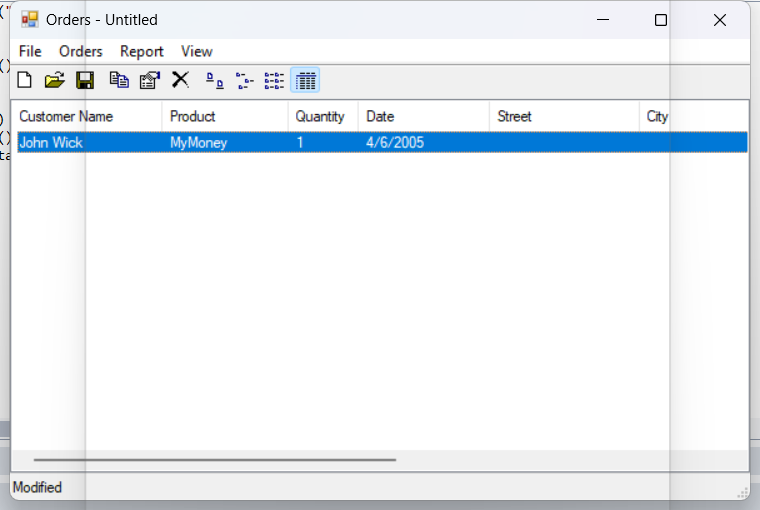 Orders - Untitled
File Orders Report View
Customer Name Product Quantity Date Street City
John Wick MyMoney 1 4/6/2005
Modified